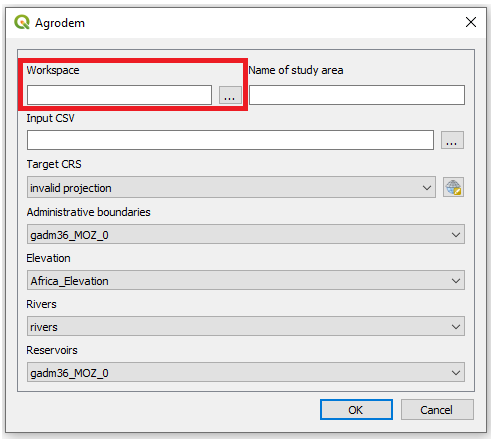 Agrodem
Workspace Name of study area
...
Input CSV
...
Target CRS
invalid projection
Administrative boundaries
gadm36_MOZ_0
Elevation
Africa_Elevation
Rivers
rivers
Reservoirs
gadm36_MOZ_0
OK Cancel